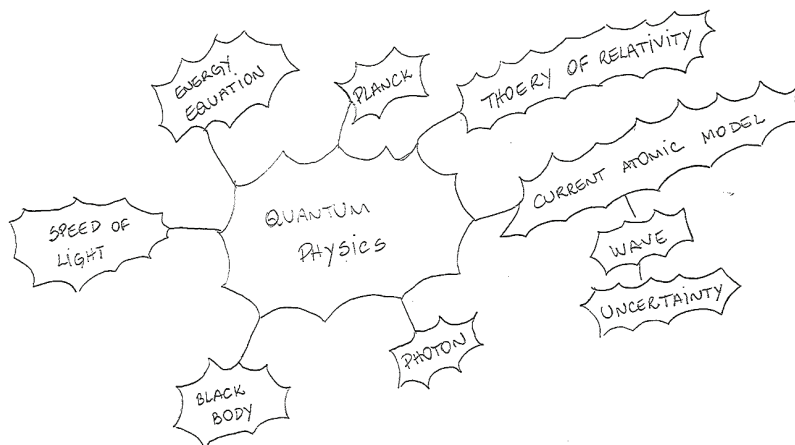 ENERGY
EQUATION
PLANCK
THOERY OF RELATIVITY
CURRENT ATOMIC MODEL
QUANTUM
PHYSICS
SPEED OF
LIGHT
WAVE
UNCERTAINTY
PHOTON
BLACK
BODY